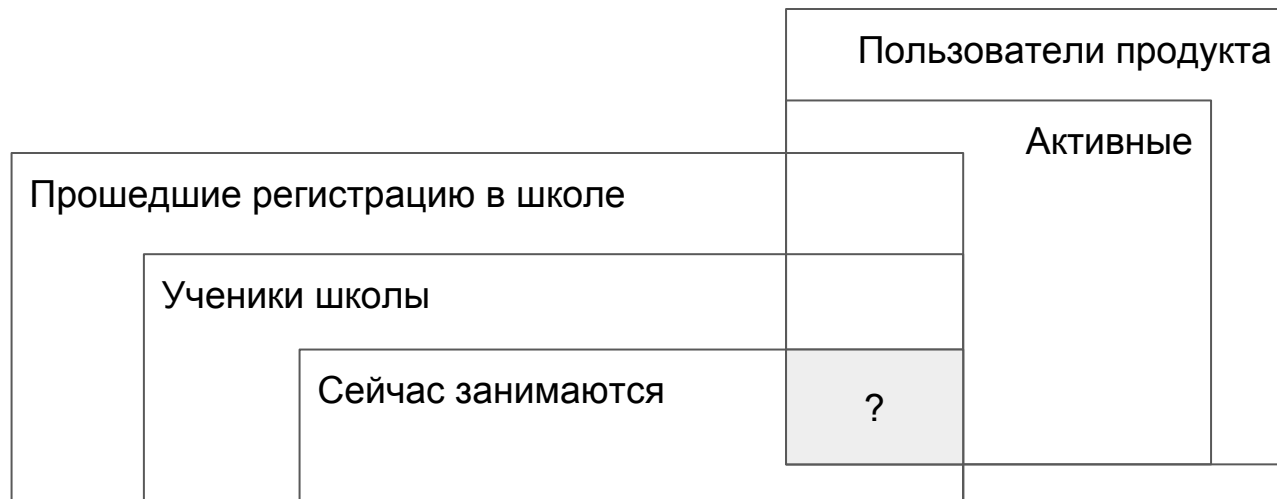 Пользователи продукта
Активные
Прошедшие регистрацию в школе
Ученики школы
Сейчас занимаются
?